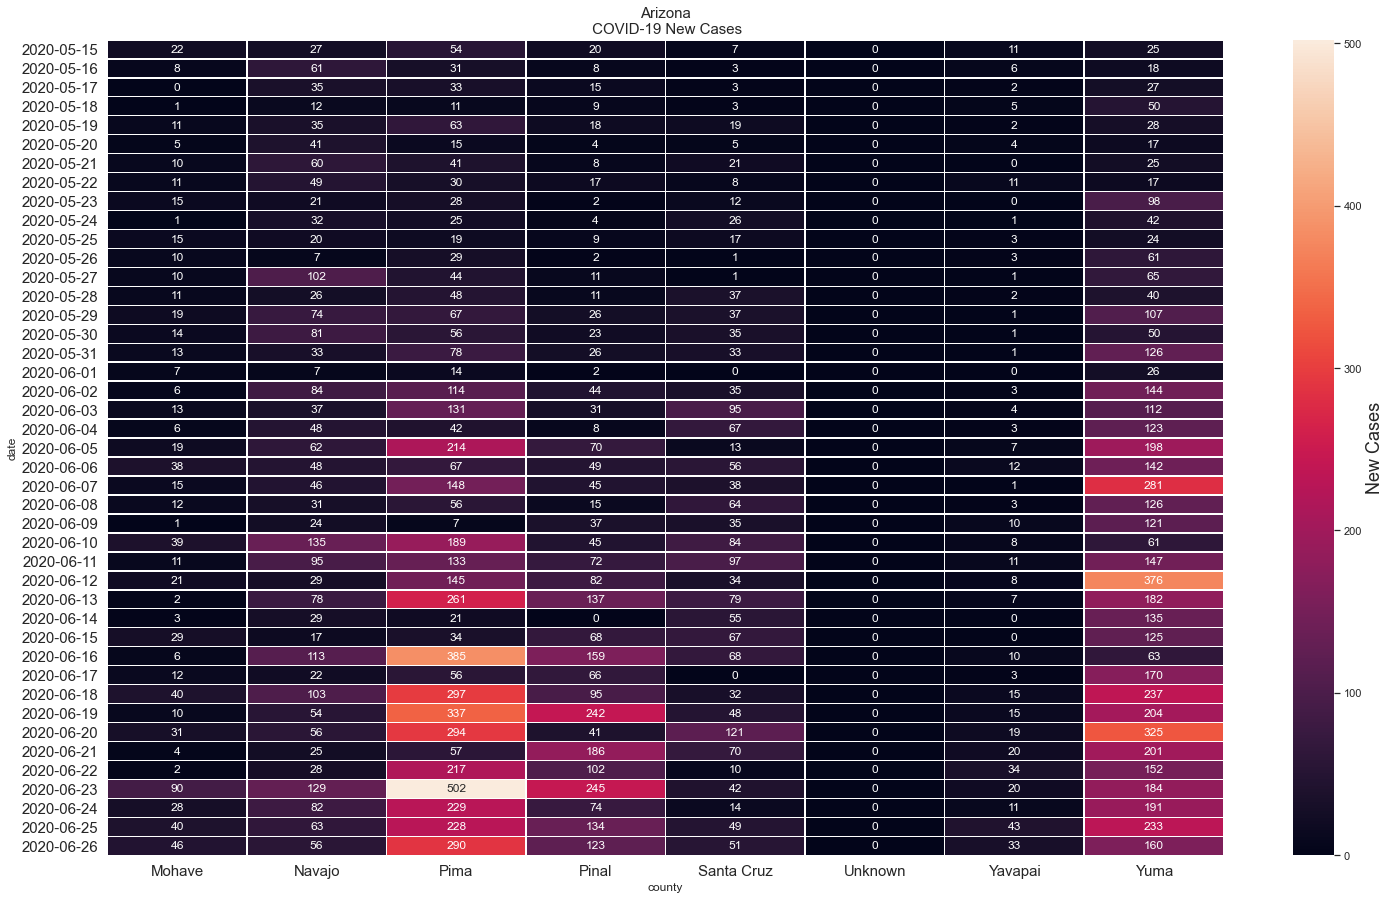 Arizona
COVID-19 New Cases
2020-05-15 22 27 54 20 7 0 11 25
2020-05-16 8 61 31 8 3 0 6 18
2020-05-17 0 35 33 15 3 0 2 27
2020-05-18 1 12 11 9 3 0 5 50
2020-05-19 11 35 63 18 19 0 2 28
2020-05-20 5 41 15 4 5 0 4 17
2020-05-21 10 60 41 8 21 0 0 25
2020-05-22 11 49 30 17 8 0 11 17
2020-05-23 15 21 28 2 12 0 0 98
2020-05-24 1 32 25 4 26 0 1 42
2020-05-25 15 20 19 9 17 0 3 24
2020-05-26 10 7 29 2 1 0 3 61
2020-05-27 10 102 44 11 1 0 1 65
2020-05-28 11 26 48 11 37 0 2 40
2020-05-29 19 74 67 26 37 0 1 107
2020-05-30 14 81 56 23 35 0 1 50
2020-05-31 13 33 78 26 33 0 1 126
2020-06-01 7 7 14 2 0 0 0 26
2020-06-02 6 84 114 44 35 0 3 144
2020-06-03 13 37 131 31 95 0 4 112
2020-06-04 6 48 42 8 67 0 3 123
2020-06-05 19 62 214 70 13 0 7 198
2020-06-06 38 48 67 49 56 0 12 142
2020-06-07 15 46 148 45 38 0 1 281
2020-06-08 12 31 56 15 64 0 3 126
2020-06-09 1 24 7 37 35 0 10 121
2020-06-10 39 135 189 45 84 0 8 61
2020-06-11 11 95 133 72 97 0 11 147
2020-06-12 21 29 145 82 34 0 8 376
2020-06-13 2 78 261 137 79 0 7 182
2020-06-14 3 29 21 0 55 0 0 135
2020-06-15 29 17 34 68 67 0 0 125
2020-06-16 6 113 385 159 68 0 10 63
2020-06-17 12 22 56 66 0 0 3 170
2020-06-18 40 103 297 95 32 0 15 237
2020-06-19 10 54 337 242 48 0 15 204
2020-06-20 31 56 294 41 121 0 19 325
2020-06-21 4 25 57 186 70 0 20 201
2020-06-22 2 28 217 102 10 0 34 152
2020-06-23 90 129 502 245 42 0 20 184
2020-06-24 28 82 229 74 14 0 11 191
2020-06-25 40 63 228 134 49 0 43 233
2020-06-26 46 56 290 123 51 0 33 160
Mohave Navajo Pima Pinal Santa Cruz Unknown Yavapai Yuma
county
date
500
400
300
200
100
0
New Cases